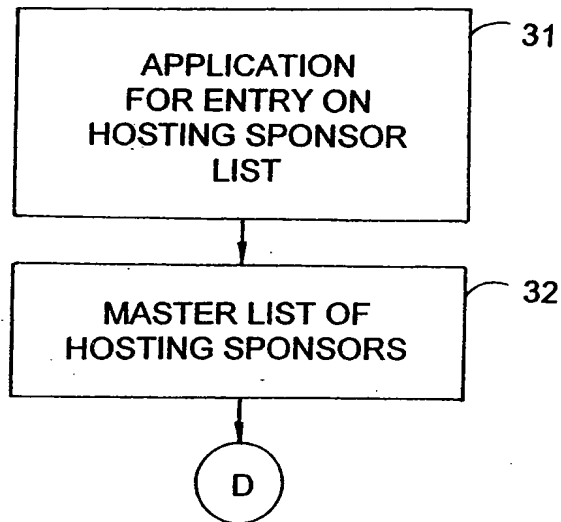 31
APPLICATION
FOR ENTRY ON
HOSTING SPONSOR
LIST
32
MASTER LIST OF
HOSTING SPONSORS
D